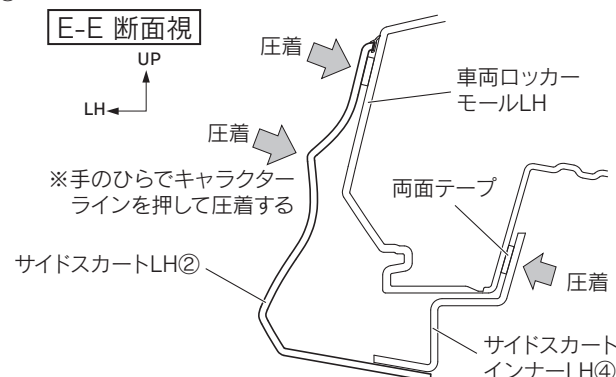 E-E 断面視
UP
LH
圧着
車両ロッカー
モールLH
圧着
※手のひらでキャラクター
ラインを押して圧着する
両面テープ
サイドスカートLH②
圧着
サイドスカート
インナーLH④